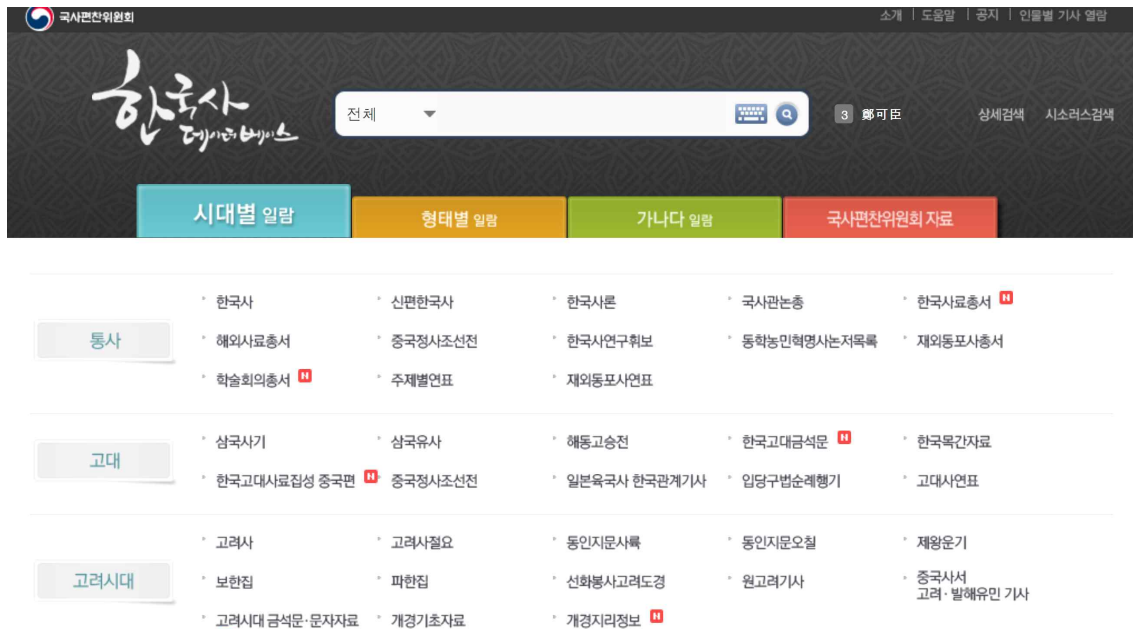 국사편찬위원회
소개 | 도움말 | 공지 | 인물별 기사 열람
한국사 데이터베이스
전체
3 鄭可臣
상세검색 시소러스검색
시대별 일람 형태별 일람 가나다 일람 국사편찬위원회 자료
통사
한국사 신편한국사 한국사론 국사관논총 한국사료총서 N
해외사료총서 중국정사조선전 한국사연구휘보 동학농민혁명사논저목록 재외동포사총서
학술회의총서 N 주제별연표 재외동포사연표
고대
삼국사기 삼국유사 해동고승전 한국고대금석문 N 한국목간자료
한국고대사료집성 중국편 N 중국정사조선전 일본육국사 한국관계기사 입당구법순례행기 고대사연표
고려시대
고려사 고려사절요 동인지문사륙 동인지문오칠 제왕운기
보한집 파한집 선화봉사고려도경 원고려기사 중국사서
고려·발해유민 기사
고려시대 금석문·문자자료 개경기초자료 개경지리정보 N